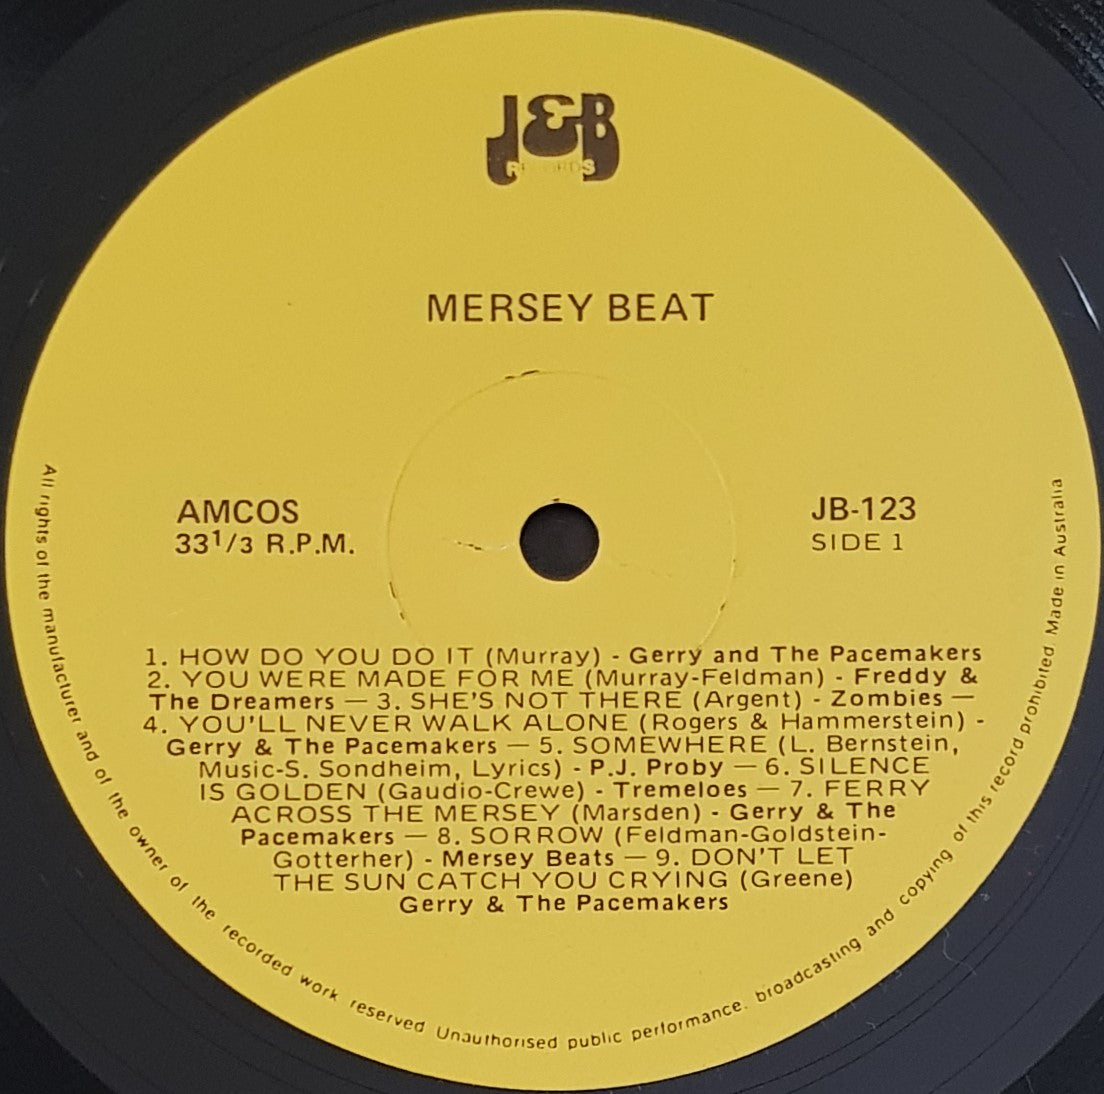 J&B
RECORDS
MERSEY BEAT
AMCOS
33 1/3 R.P.M.
JB-123
SIDE 1
1. HOW DO YOU DO IT (Murray) - Gerry and The Pacemakers
2. YOU WERE MADE FOR ME (Murray-Feldman) - Freddy &
The Dreamers — 3. SHE'S NOT THERE (Argent) - Zombies —
4. YOU'LL NEVER WALK ALONE (Rogers & Hammerstein) -
Gerry & The Pacemakers — 5. SOMEWHERE (L. Bernstein,
Music-S. Sondheim, Lyrics) - P.J. Proby — 6. SILENCE
IS GOLDEN (Gaudio-Crewe) - Tremeloes — 7. FERRY
ACROSS THE MERSEY (Marsden) - Gerry & The
Pacemakers — 8. SORROW (Feldman-Goldstein-
Gotterher) - Mersey Beats — 9. DON'T LET
THE SUN CATCH YOU CRYING (Greene)
Gerry & The Pacemakers
All rights of the manufacturer and of the owner of the recorded work reserved Unauthorised public performance. broadcasting and copying of this record prohibited Made in Australia